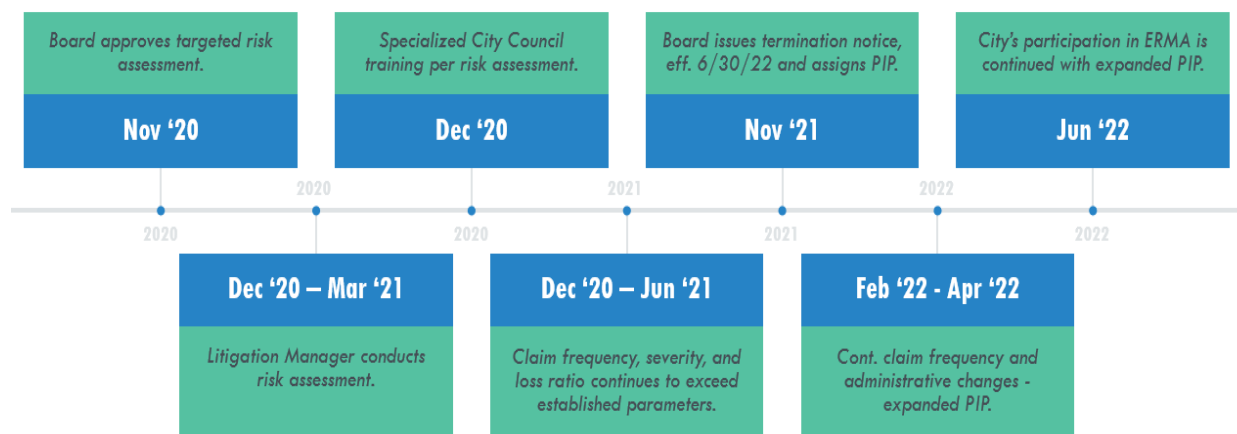 Board approves targeted risk
assessment.
Nov ‘20
Specialized City Council
training per risk assessment.
Dec ‘20
Board issues termination notice,
eff. 6/30/22 and assigns PIP.
Nov ‘21
City’s participation in ERMA is
continued with expanded PIP.
Jun ‘22
2020
2021
2022
2020
2020
2021
2022
Dec ‘20 – Mar ‘21
Litigation Manager conducts
risk assessment.
Dec ‘20 – Jun ‘21
Claim frequency, severity, and
loss ratio continues to exceed
established parameters.
Feb ‘22 - Apr ‘22
Cont. claim frequency and
administrative changes -
expanded PIP.